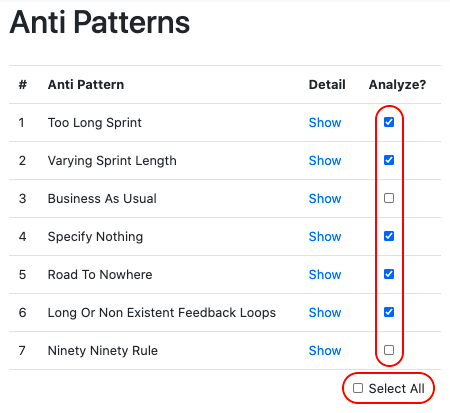 Anti Patterns
# Anti Pattern Detail Analyze?
1 Too Long Sprint Show
2 Varying Sprint Length Show
3 Business As Usual Show
4 Specify Nothing Show
5 Road To Nowhere Show
6 Long Or Non Existent Feedback Loops Show
7 Ninety Ninety Rule Show
Select All